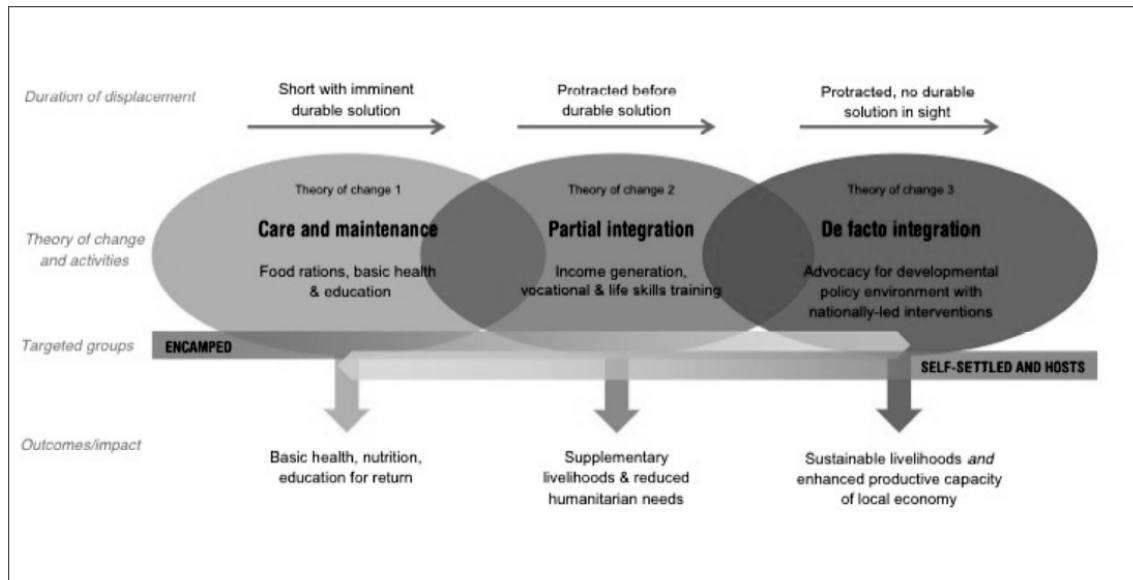 Duration of displacement
Short with imminent
durable solution
Protracted before
durable solution
Protracted, no durable
solution in sight
Theory of change
and activities
Theory of change 1
Care and maintenance
Food rations, basic health
& education
Theory of change 2
Partial integration
Income generation,
vocational & life skills training
Theory of change 3
De facto integration
Advocacy for developmental
policy environment with
nationally-led interventions
Targeted groups
ENCAMPED
SELF-SETTLED AND HOSTS
Outcomes/impact
Basic health, nutrition,
education for return
Supplementary
livelihoods & reduced
humanitarian needs
Sustainable livelihoods and
enhanced productive capacity
of local economy